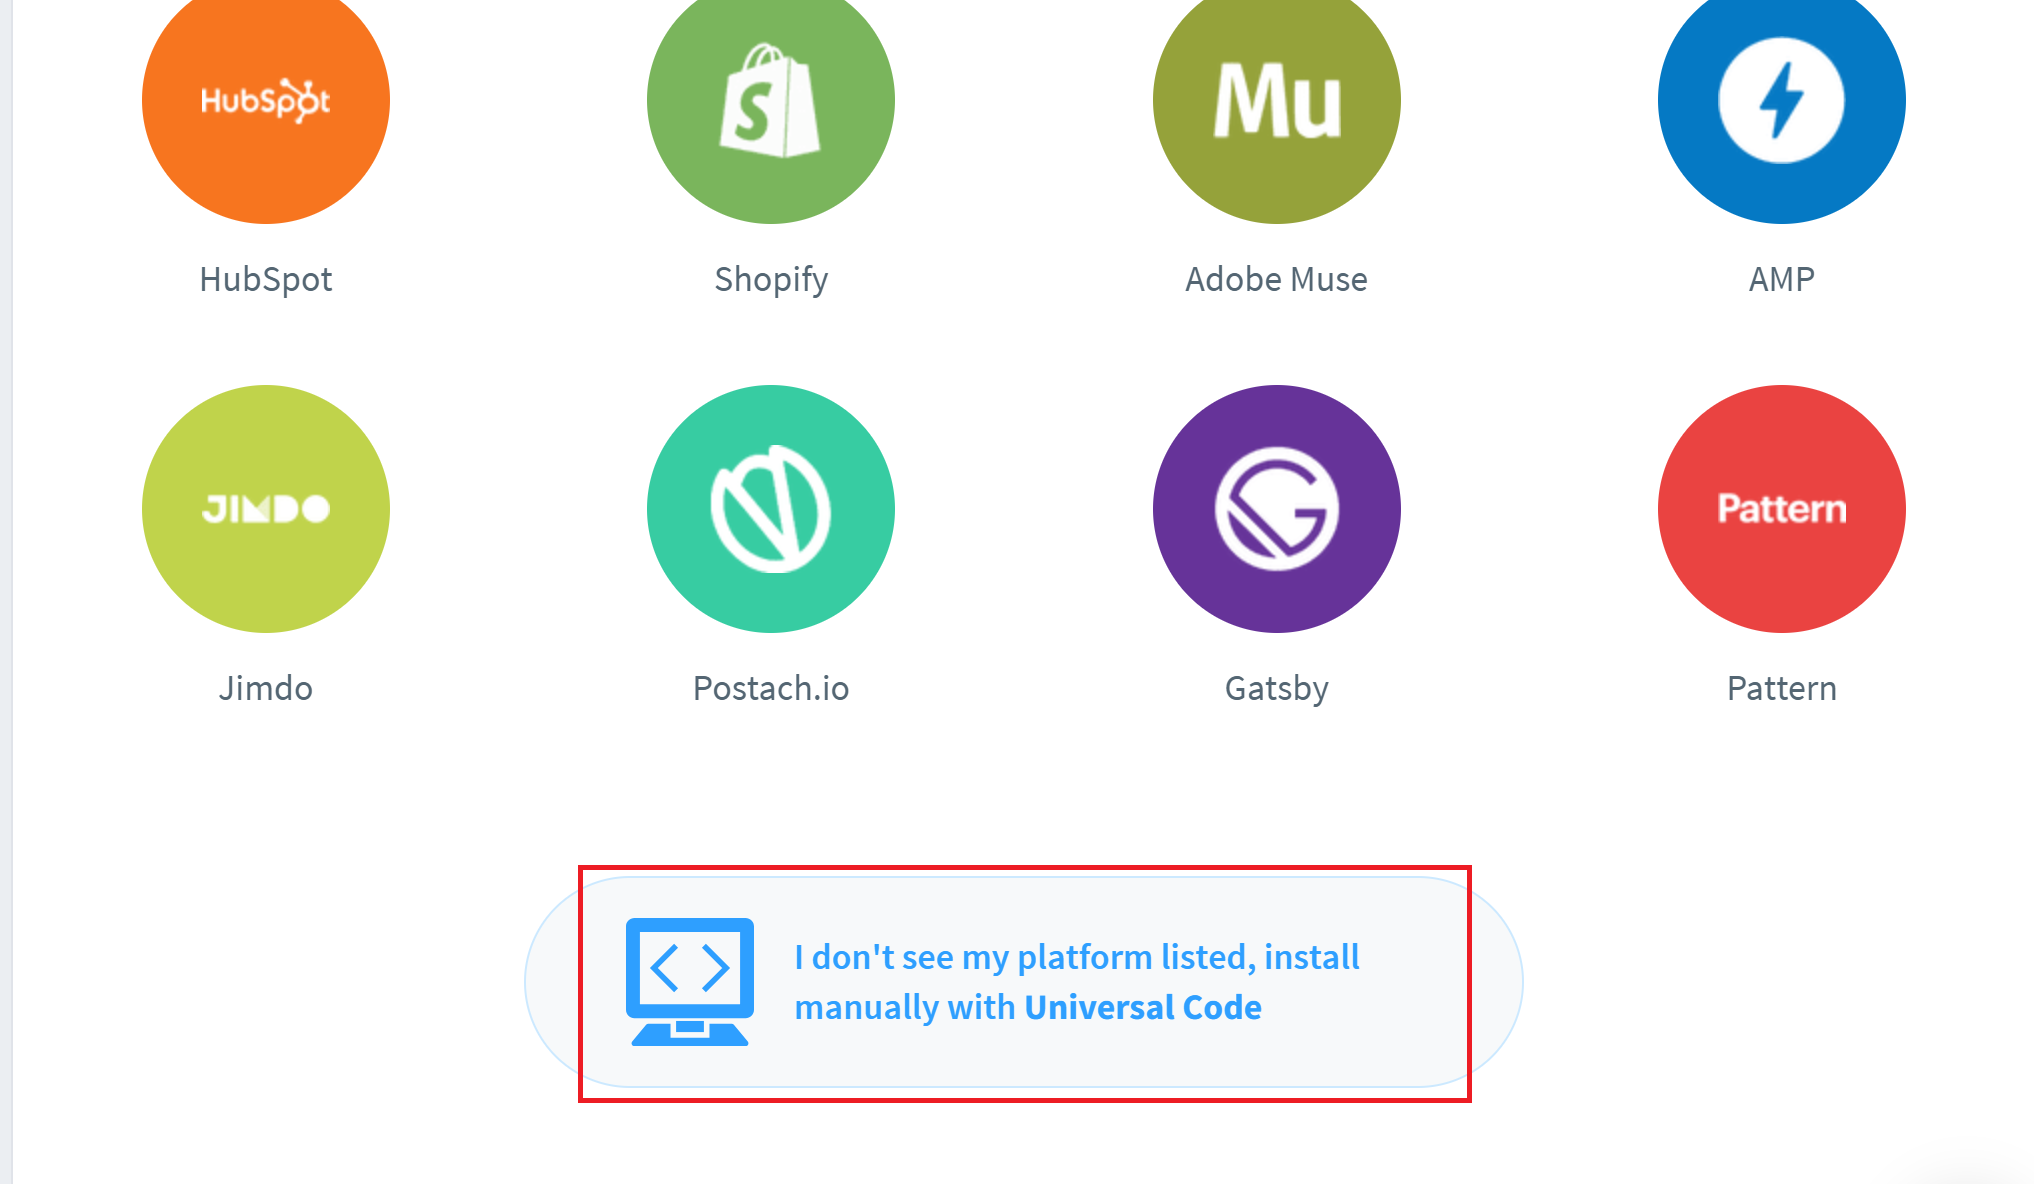 HubSpot
S
Mu
HubSpot
Shopify
Adobe Muse
AMP
JIMDO
G
Pattern
Jimdo
Postach.io
Gatsby
Pattern
I don't see my platform listed, install
manually with Universal Code